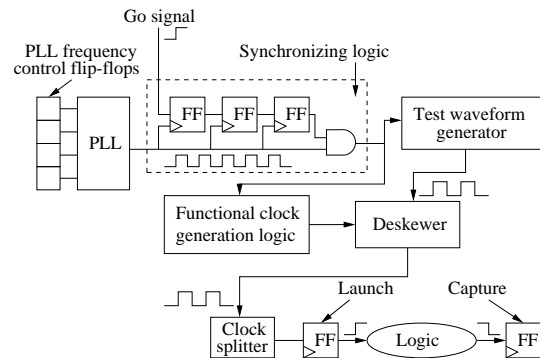 Go signal
PLL frequency
control flip-flops
Synchronizing logic
FF
FF
FF
PLL
Test waveform
generator
Functional clock
generation logic
Deskewer
Launch
Capture
Clock
splitter
FF
Logic
FF